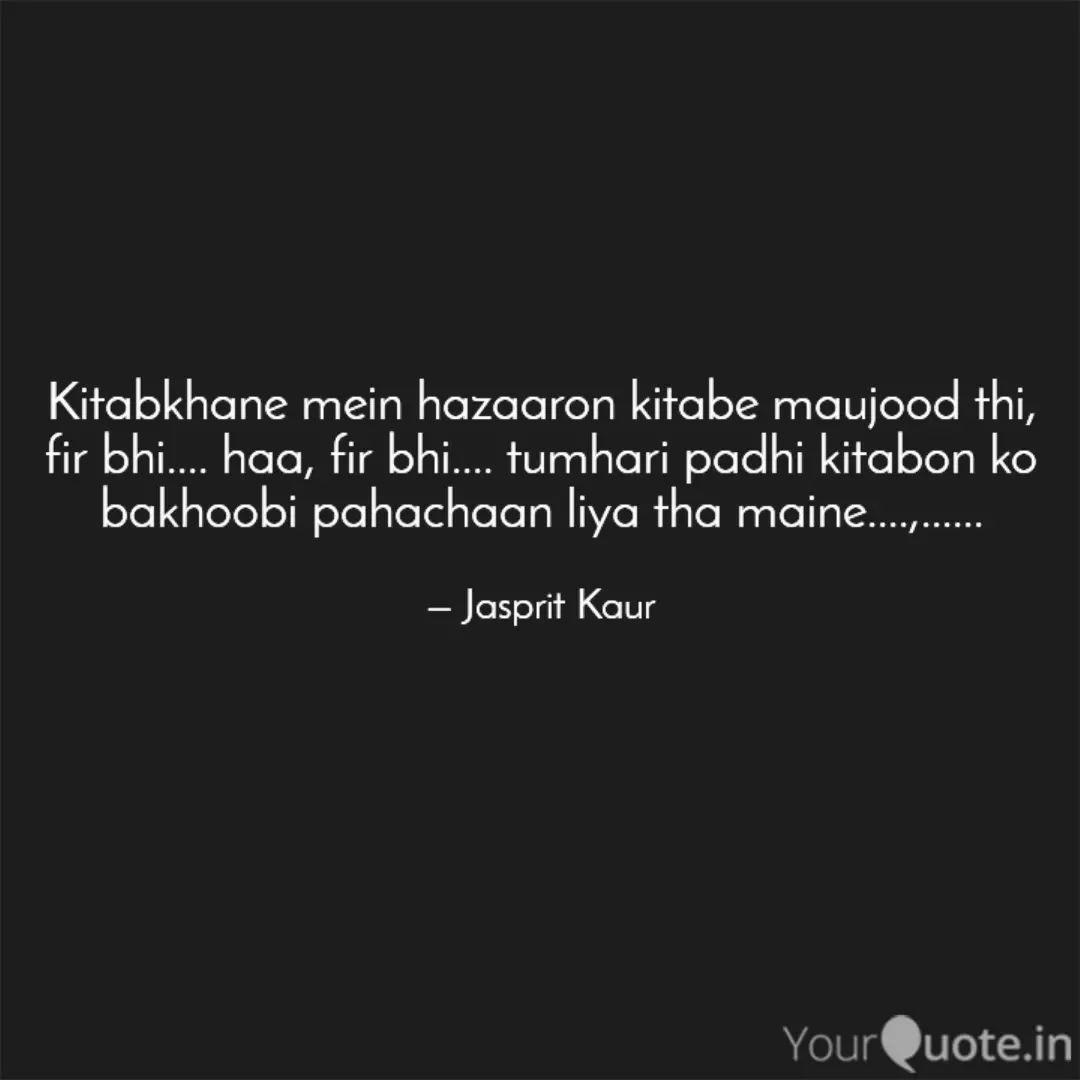 Kitabkhane mein hazaaron kitabe maujood thi,
fir bhi.... haa, fir bhi.... tumhari padhi kitabon ko
bakhoobi pahachaan liya tha maine....,......
– Jasprit Kaur
YourQuote.in